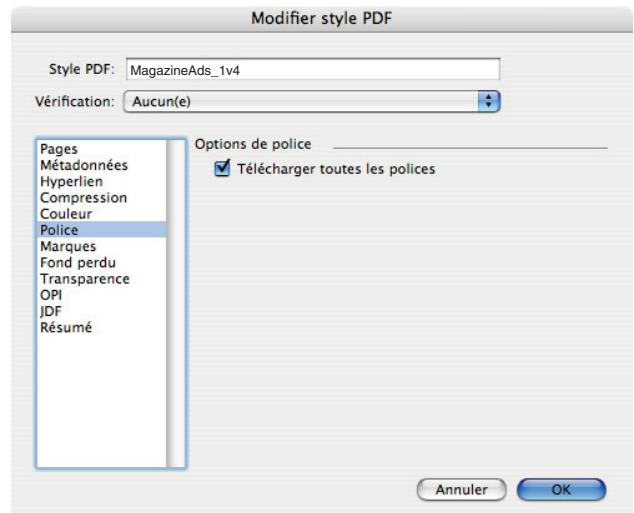 Modifier style PDF
Style PDF: MagazineAds_1v4
Vérification: Aucun(e)
Pages
Métadonnées
Hyperlien
Compression
Couleur
Police
Marques
Fond perdu
Transparence
OPI
JDF
Résumé
Options de police
Télécharger toutes les polices
Annuler OK